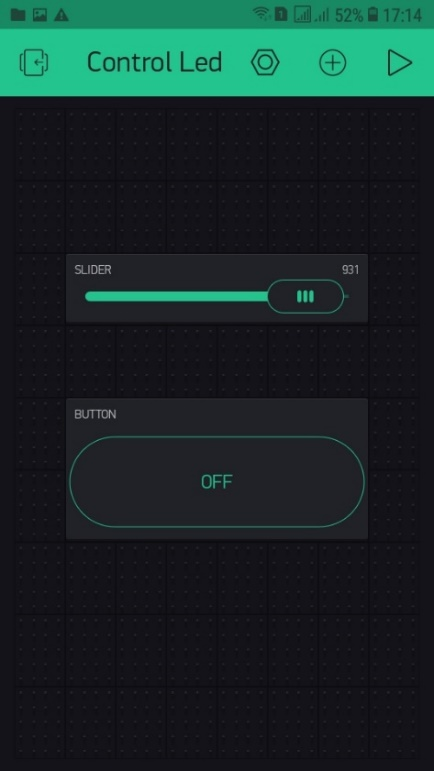 52% 17:14
Control Led
SLIDER 931
BUTTON
OFF